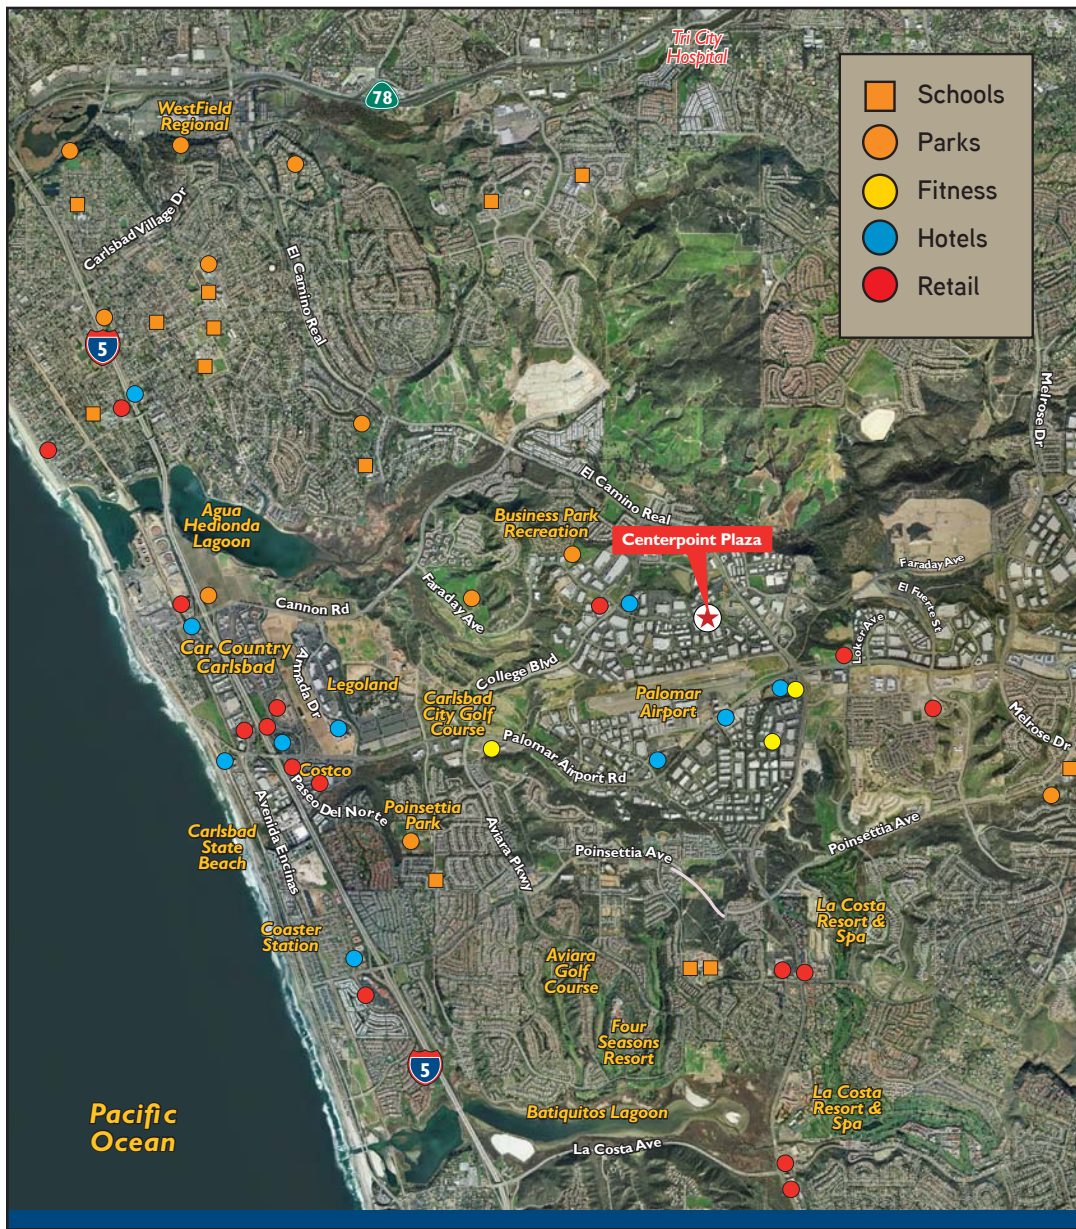 Tri City
Hospital
78
WestField
Regional
Schools
Parks
Fitness
Hotels
Retail
Carlsbad Village Dr
El Camino Real
5
Melrose Dr
El Camino Real
Agua
Hedionda
Lagoon
Business Park
Recreation
Centerpoint Plaza
Faraday Ave
El Fuerte St
Loker Ave
Cannon Rd
Faraday Ave
Car Country
Carlsbad
Armada Dr
Legoland
College Blvd
Carlsbad
City Golf
Course
Palomar
Airport
Melrose Dr
Palomar Airport Rd
Costco
Paseo Del Norte
Avenida Encinas
Poinsettia
Park
Carlsbad
State
Beach
Aviara Pkwy
Poinsettia Ave
Poinsettia Ave
La Costa
Resort &
Spa
Coaster
Station
Aviara
Golf
Course
Four
Seasons
Resort
5
Pacific
Ocean
Batiquitos Lagoon
La Costa
Resort &
Spa
La Costa Ave